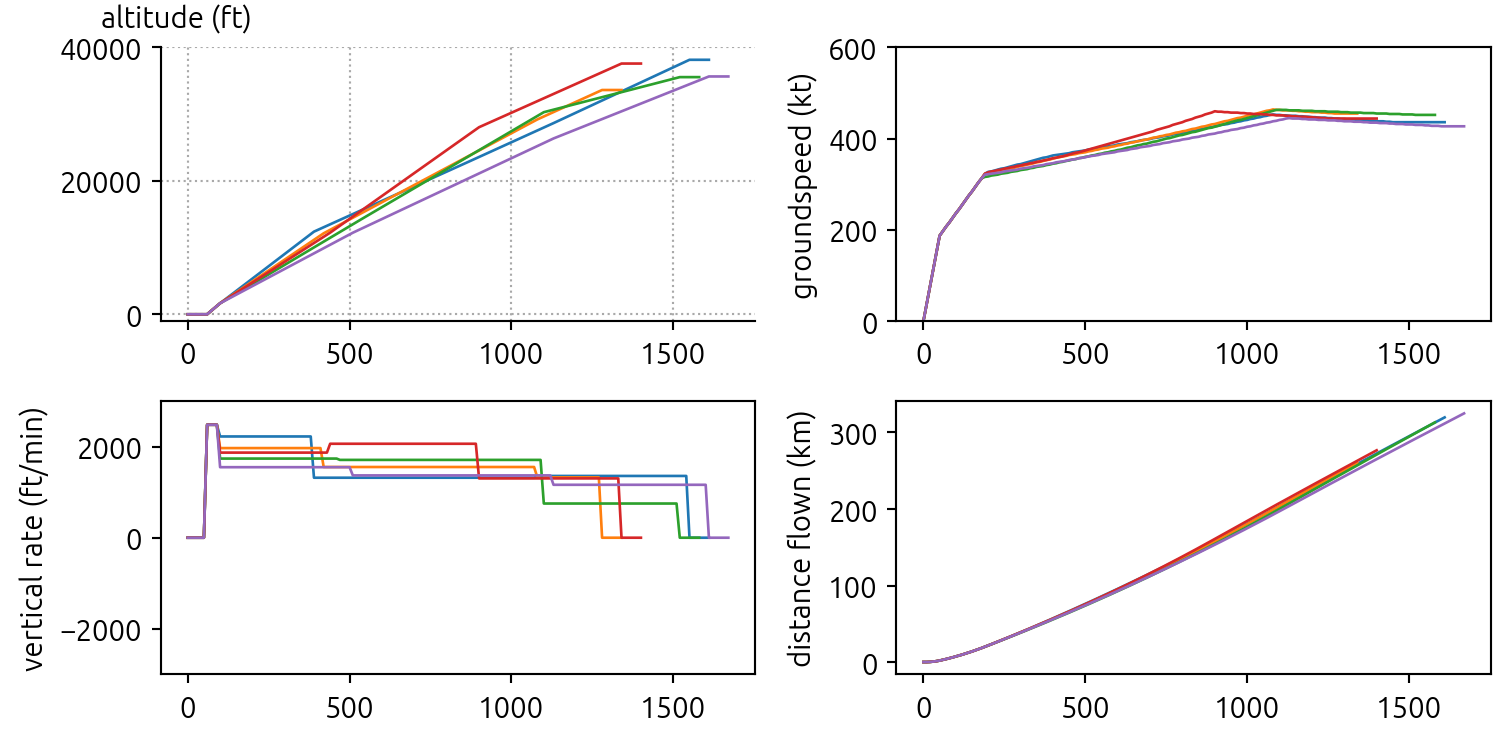 altitude (ft)
40000
20000
0
0 500 1000 1500
groundspeed (kt)
600
400
200
0
0 500 1000 1500
vertical rate (ft/min)
2000
0
−2000
0 500 1000 1500
distance flown (km)
300
200
100
0
0 500 1000 1500